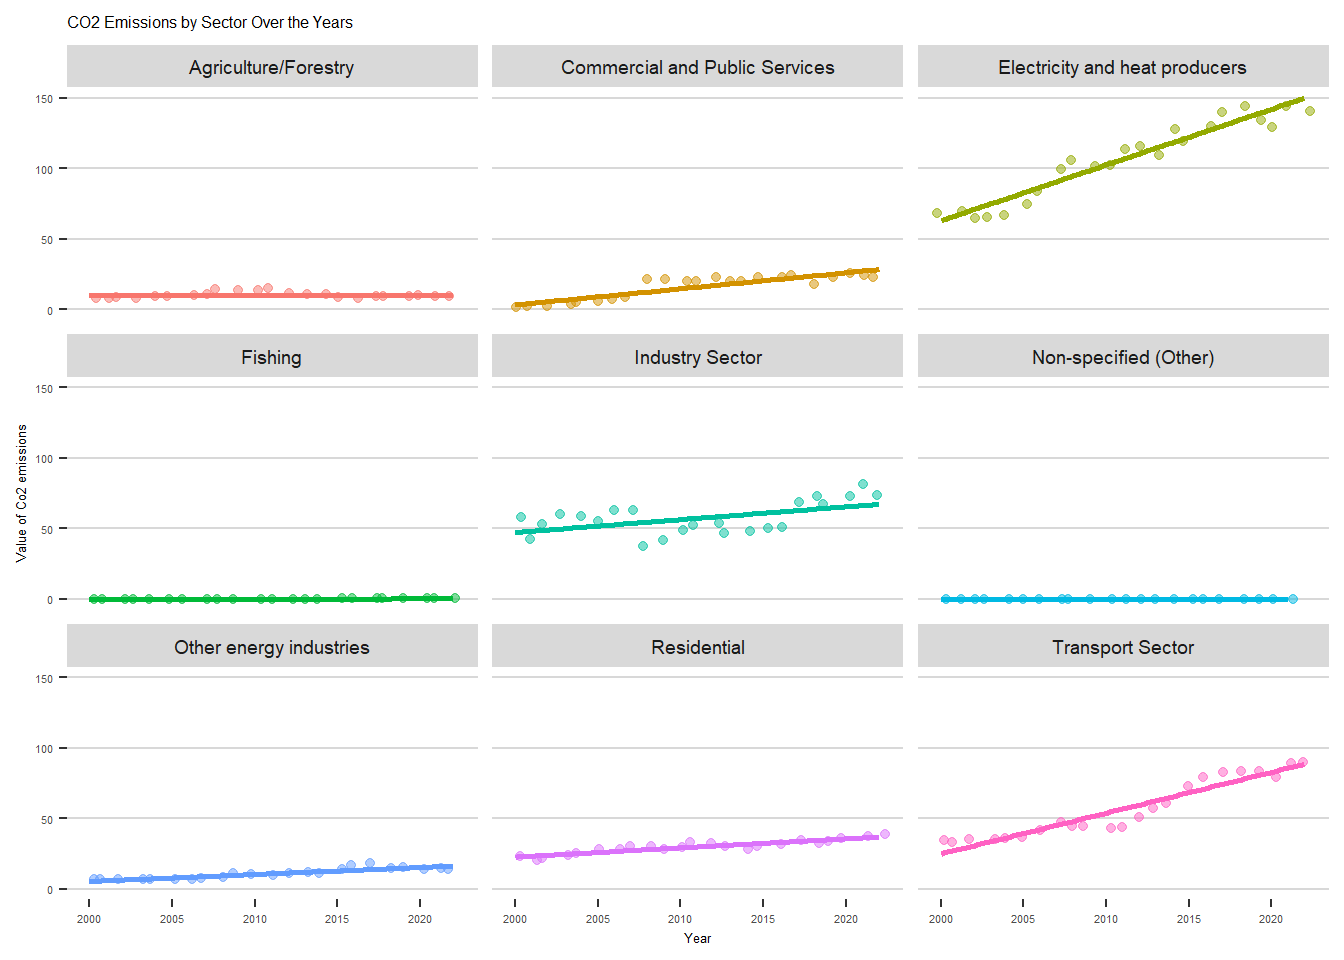 CO2 Emissions by Sector Over the Years
Agriculture/Forestry
Commercial and Public Services
Electricity and heat producers
150
100
50
0
Fishing
Industry Sector
Non-specified (Other)
150
100
50
0
Value of Co2 emissions
Other energy industries
Residential
Transport Sector
150
100
50
0
2000 2005 2010 2015 2020
2000 2005 2010 2015 2020
2000 2005 2010 2015 2020
Year